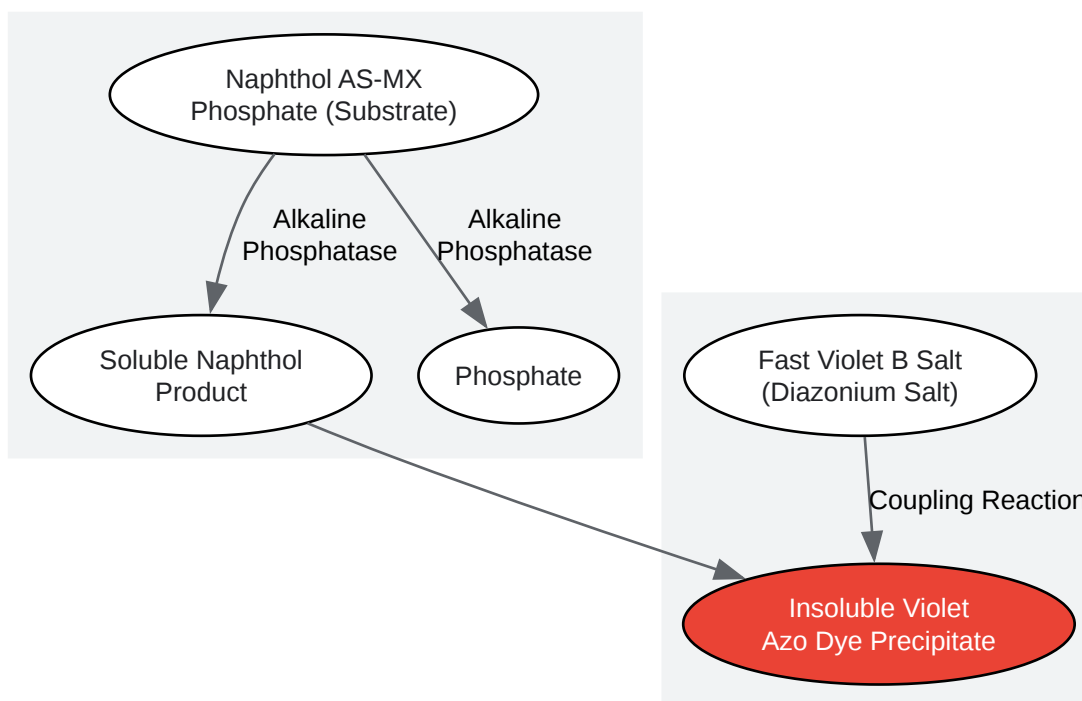 Naphthol AS-MX
Phosphate (Substrate)
Alkaline
Phosphatase
Alkaline
Phosphatase
Soluble Naphthol
Product
Phosphate
Fast Violet B Salt
(Diazonium Salt)
Coupling Reaction
Insoluble Violet
Azo Dye Precipitate